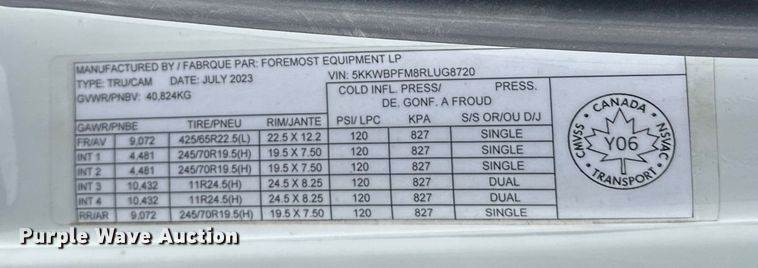 MANUFACTURED BY / FABRQUE PAR: FOREMOST EQUIPMENT LP
TYPE: TRU/CAM DATE: JULY 2023 VIN: 5KKWBPFM8RLUG8720
GVWR/PNBV: 40,824KG COLD INFL. PRESS/ PRESS.
DE. GONF. A FROUD
GAWR/PNBE TIRE/PNEU RIM/JANTE PSI/ LPC KPA S/S OR/OU D/J
FR/AV 9,072 425/65R22.5(L) 22.5 X 12.2 120 827 SINGLE
INT 1 4,481 245/70R19.5(H) 19.5 X 7.50 120 827 SINGLE
INT 2 4,481 245/70R19.5(H) 19.5 X 7.50 120 827 SINGLE
INT 3 10,432 11R24.5(H) 24.5 X 8.25 120 827 DUAL
INT 4 10,432 11R24.5(H) 24.5 X 8.25 120 827 DUAL
RR/AR 9,072 245/70R19.5(H) 19.5 X 7.50 120 827 SINGLE
CANADA
CMVSS
NSVAC
Y06
TRANSPORT
Purple Wave Auction